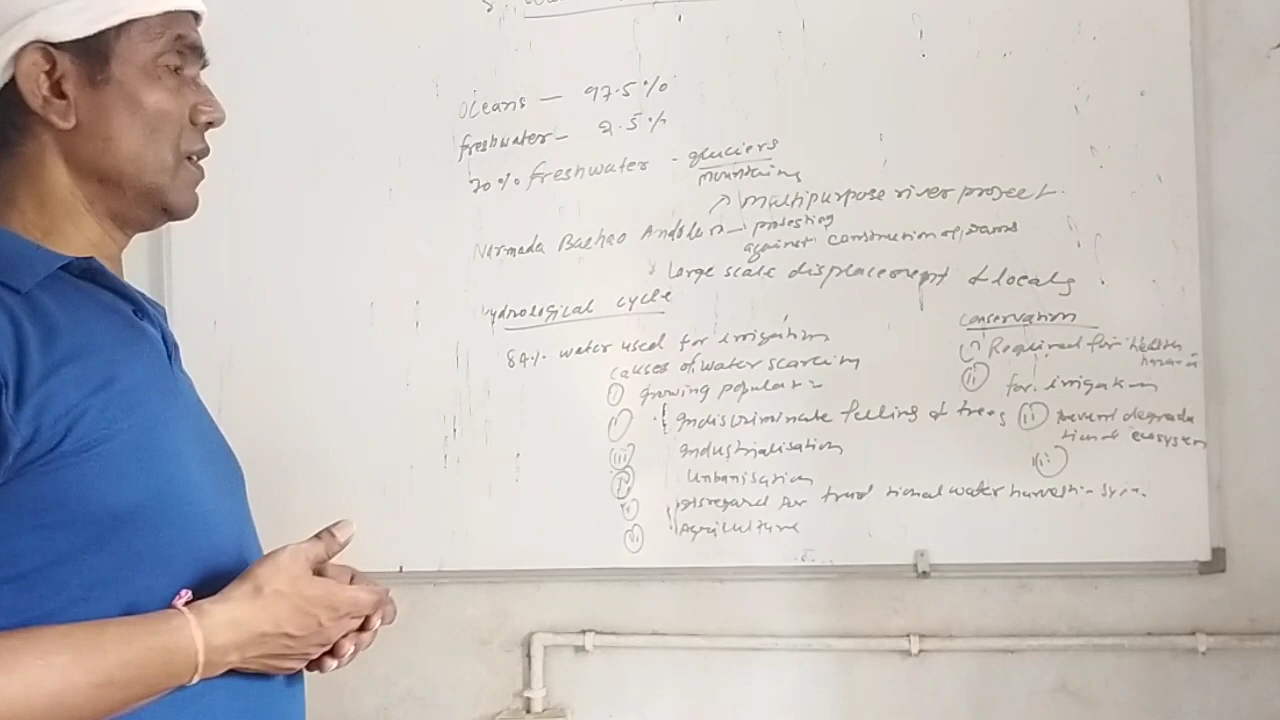 Oceans — 97.5%
freshwater — 2.5%
70% freshwater - glaciers
mountains
↗ multipurpose river project
Narmada Bachao Andolan — protesting
against construction of dams
↓ large scale displacement of locals
Hydrological cycle
84% water used for irrigation
causes of water scarcity
(i) growing population
(i) Indiscriminate felling of trees
(iii) Industrialisation
(iv) Urbanisation
(v) Disregard for traditional water harvesting sys.
(vi) Agriculture
Conservation
(i) Required for health
hazards
(ii) for irrigation
(ii) prevent degrada
tion of ecosystem